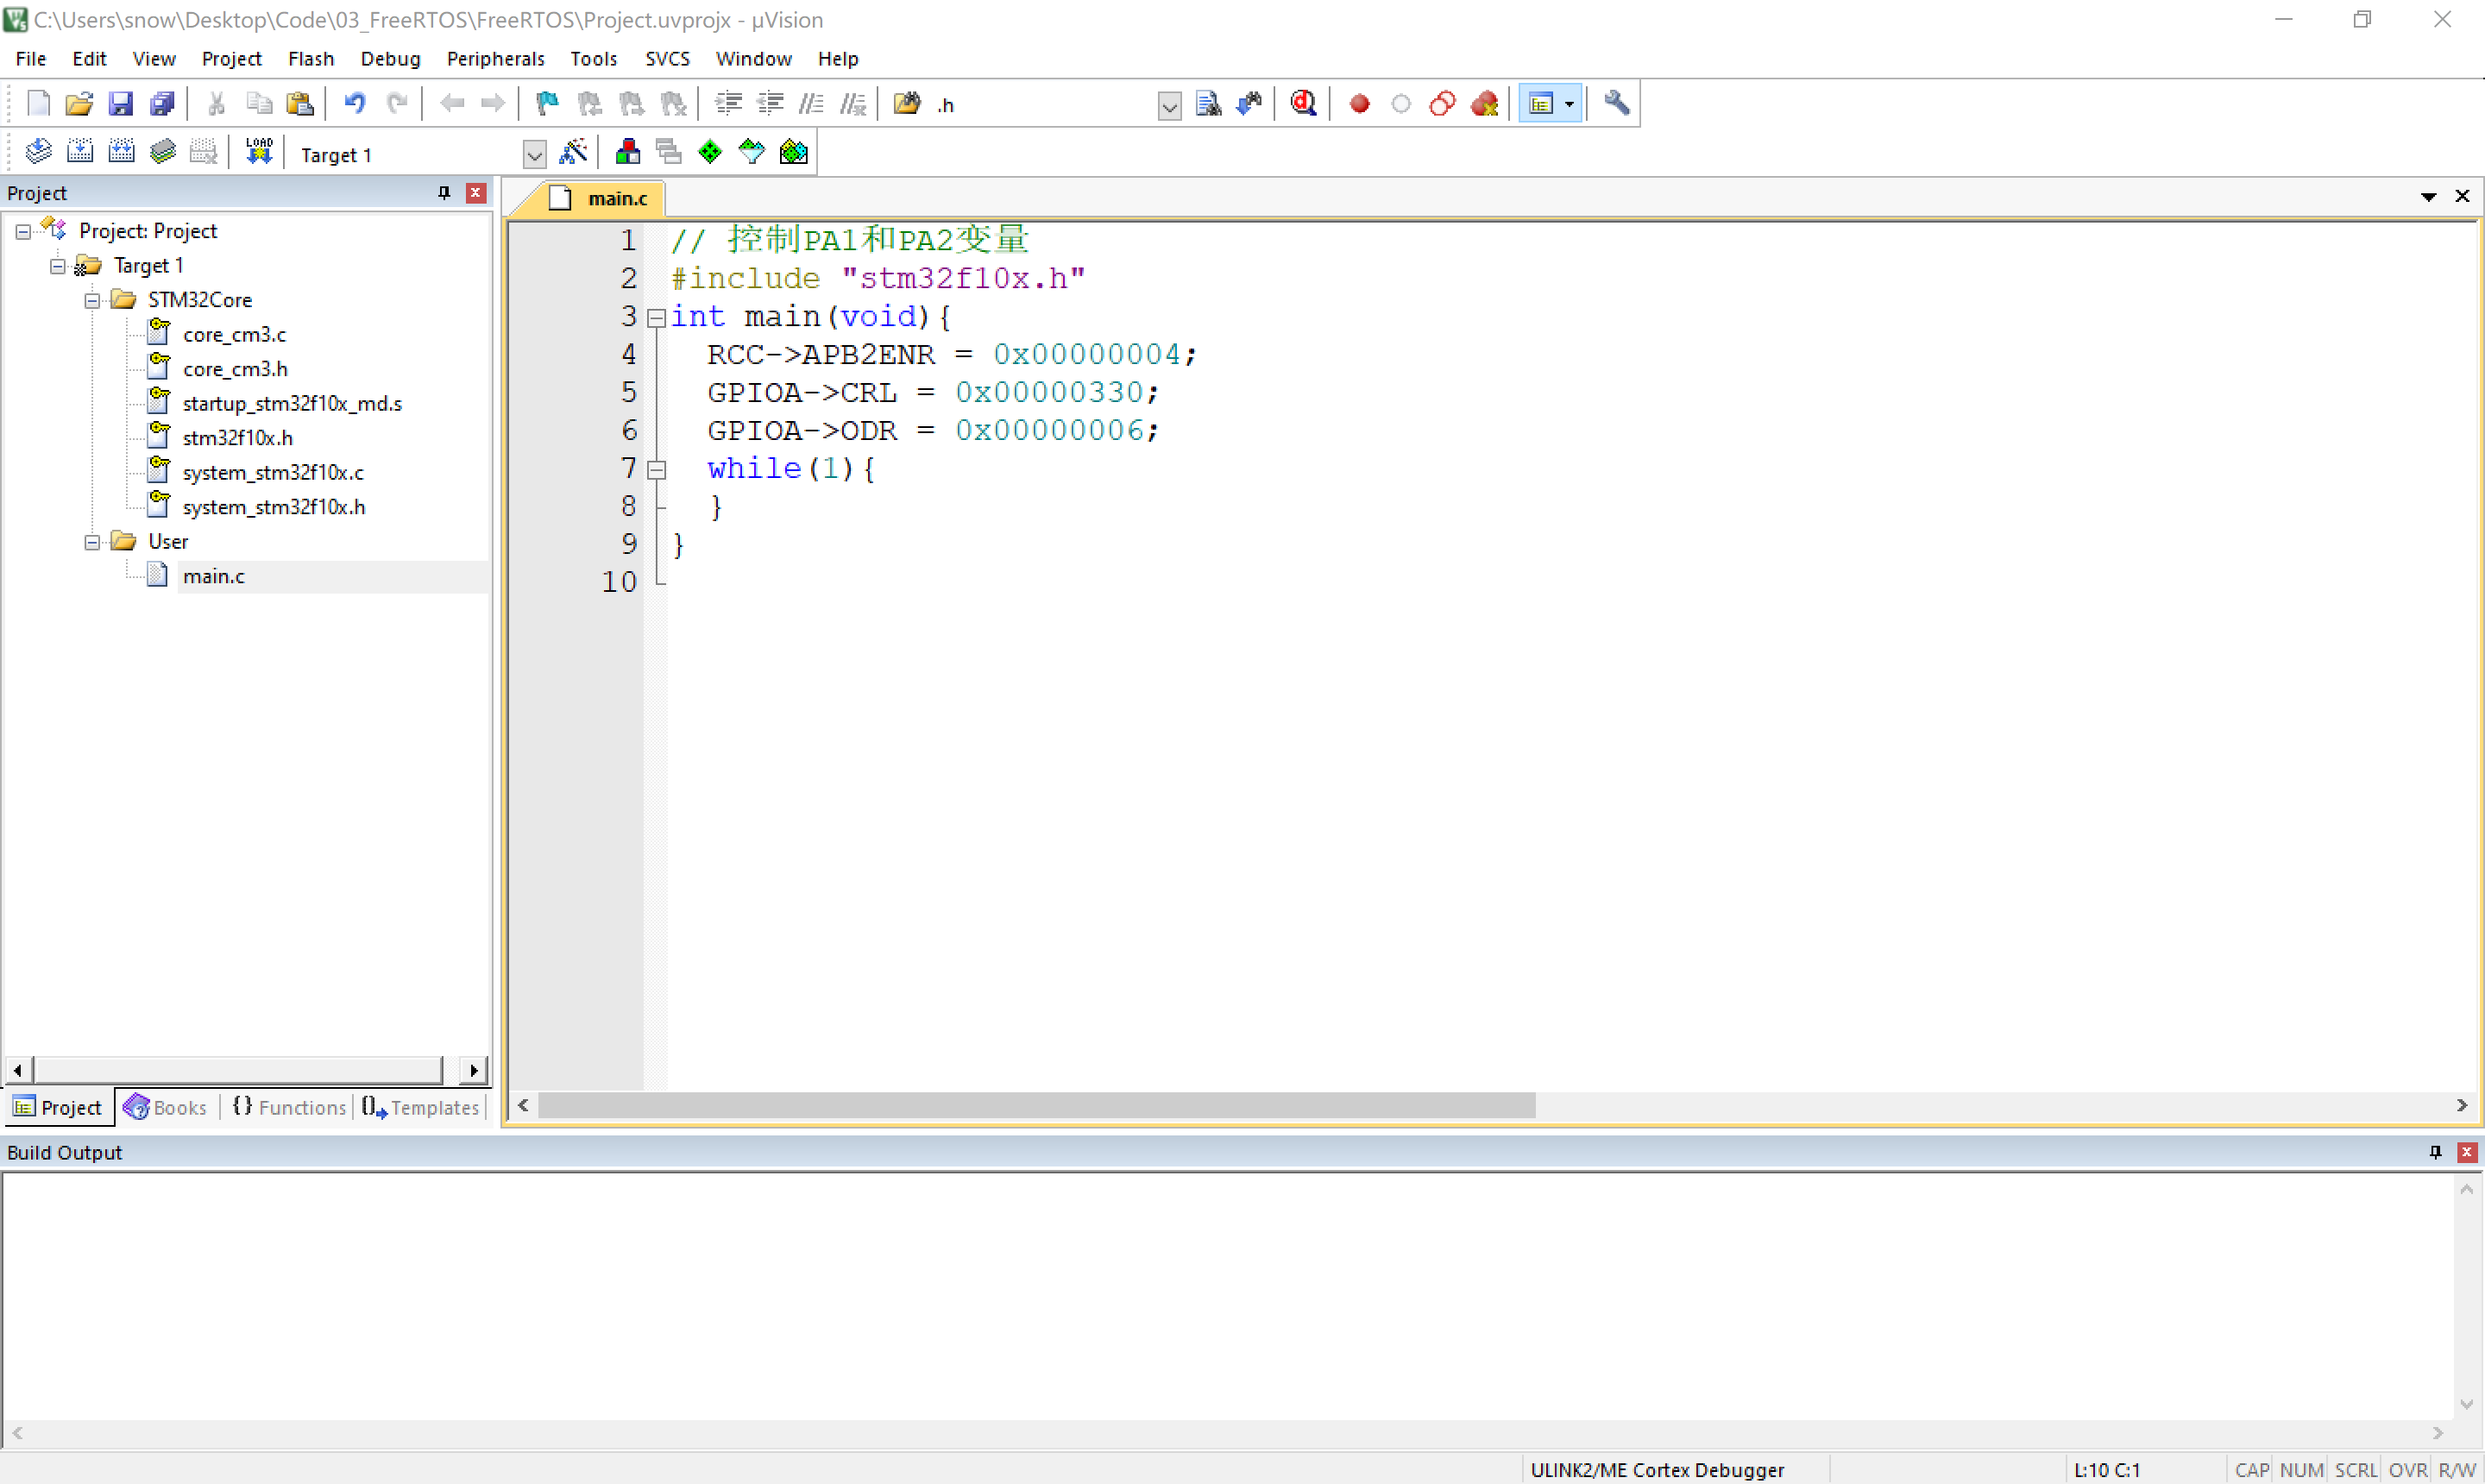 C:\Users\snow\Desktop\Code\03_FreeRTOS\FreeRTOS\Project.uvprojx - µVision
File Edit View Project Flash Debug Peripherals Tools SVCS Window Help
.h
LOAD Target 1
Project
main.c
Project: Project
Target 1
STM32Core
core_cm3.c
core_cm3.h
startup_stm32f10x_md.s
stm32f10x.h
system_stm32f10x.c
system_stm32f10x.h
User
main.c
1 // 控制PA1和PA2变量
2 #include "stm32f10x.h"
3 int main(void){
4 RCC->APB2ENR = 0x00000004;
5 GPIOA->CRL = 0x00000330;
6 GPIOA->ODR = 0x00000006;
7 while(1){
8 }
9 }
10
Project Books {} Functions Templates
Build Output
ULINK2/ME Cortex Debugger L:10 C:1 CAP NUM SCRL OVR R/W